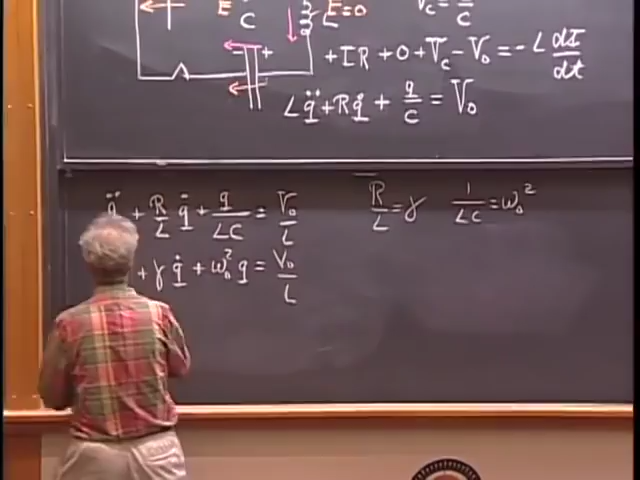 E C L E=0 V_c = q/C
+IR + 0 + V_c - V_0 = -L dI/dt
Lq̈ + Rq̇ + q/C = V_0
q̈ + R/L q̇ + q/LC = V_0/L R/L = γ 1/LC = ω_0^2
+ γ q̇ + ω_0^2 q = V_0/L